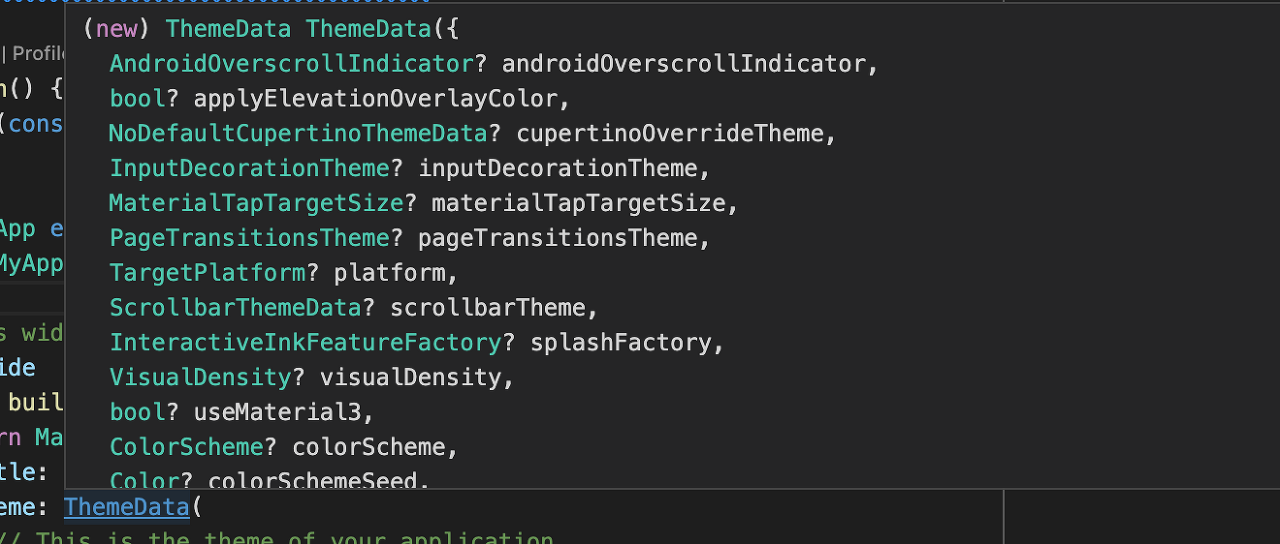 (new) ThemeData ThemeData({
| Profile
AndroidOverscrollIndicator? androidOverscrollIndicator,
n() {
bool? applyElevationOverlayColor,
(cons
NoDefaultCupertinoThemeData? cupertinoOverrideTheme,
InputDecorationTheme? inputDecorationTheme,
MaterialTapTargetSize? materialTapTargetSize,
App e
PageTransitionsTheme? pageTransitionsTheme,
MyApp
TargetPlatform? platform,
ScrollbarThemeData? scrollbarTheme,
s wid
InteractiveInkFeatureFactory? splashFactory,
ide
VisualDensity? visualDensity,
buil
bool? useMaterial3,
rn Ma
ColorScheme? colorScheme,
tle:
Color? colorSchemeSeed,
eme: ThemeData(
// This is the theme of your application